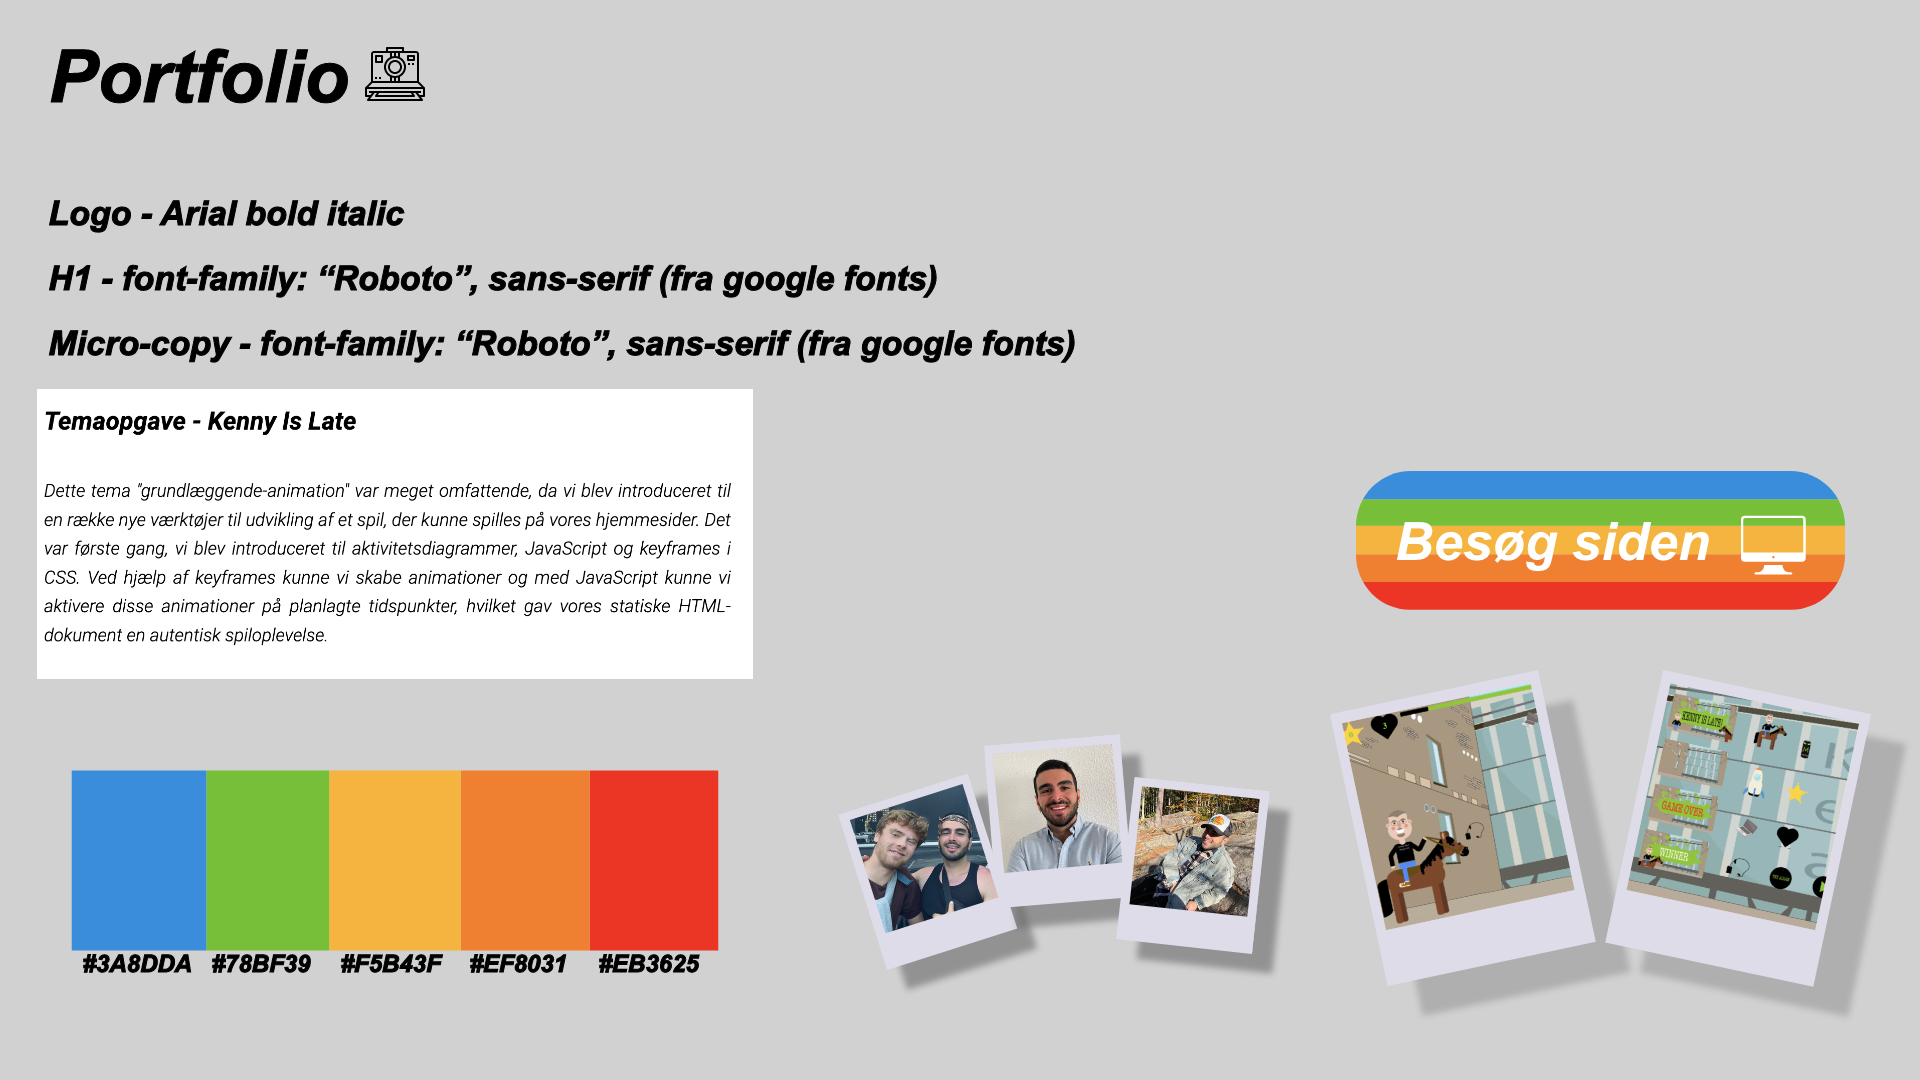 Portfolio
Logo - Arial bold italic
H1 - font-family: “Roboto”, sans-serif (fra google fonts)
Micro-copy - font-family: “Roboto”, sans-serif (fra google fonts)
Temaopgave - Kenny Is Late
Dette tema "grundlæggende-animation" var meget omfattende, da vi blev introduceret til
en række nye værktøjer til udvikling af et spil, der kunne spilles på vores hjemmesider. Det
var første gang, vi blev introduceret til aktivitetsdiagrammer, JavaScript og keyframes i
CSS. Ved hjælp af keyframes kunne vi skabe animationer og med JavaScript kunne vi
aktivere disse animationer på planlagte tidspunkter, hvilket gav vores statiske HTML-
dokument en autentisk spiloplevelse.
Besøg siden
#3A8DDA #78BF39 #F5B43F #EF8031 #EB3625
3
KENNY IS LATE!
GAME OVER
WINNER